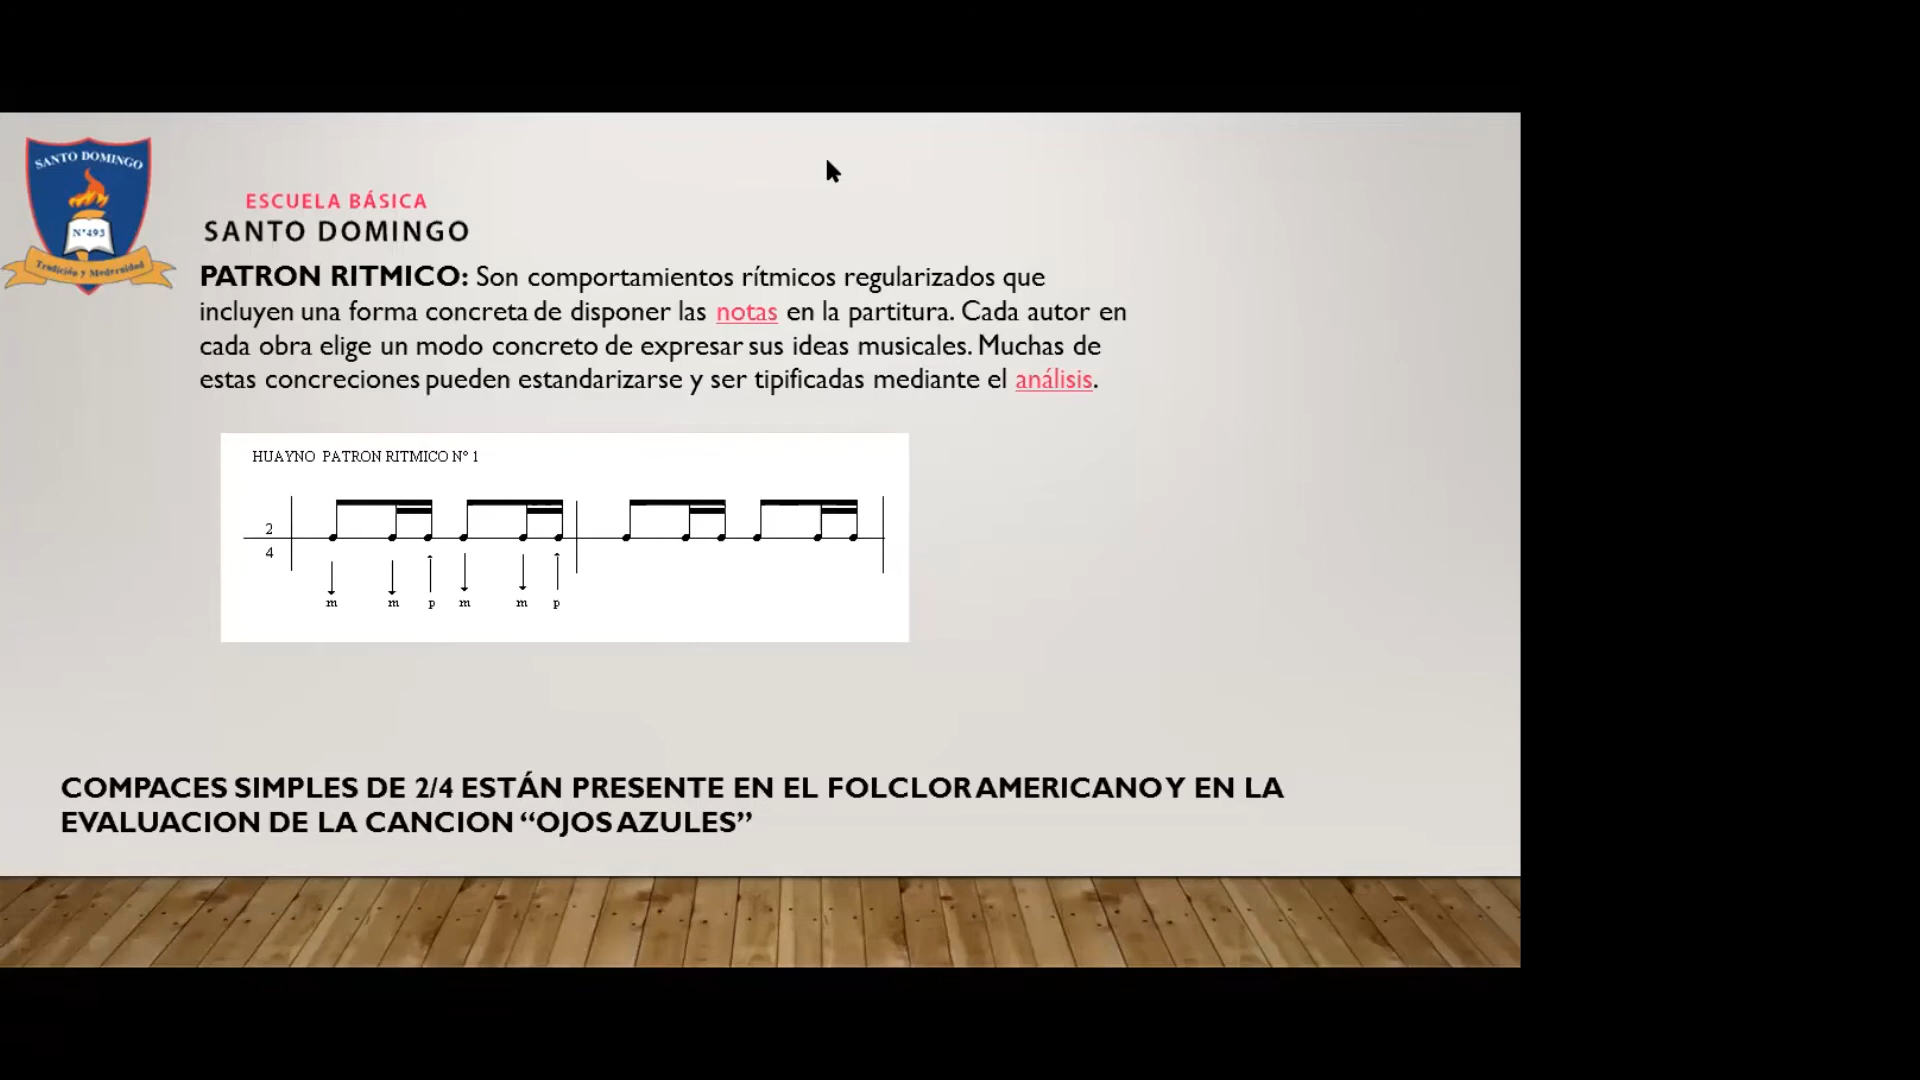 SANTO DOMINGO
N°493
Tradición y Modernidad
ESCUELA BÁSICA
SANTO DOMINGO
PATRON RITMICO: Son comportamientos rítmicos regularizados que
incluyen una forma concreta de disponer las notas en la partitura. Cada autor en
cada obra elige un modo concreto de expresar sus ideas musicales. Muchas de
estas concreciones pueden estandarizarse y ser tipificadas mediante el análisis.
HUAYNO PATRON RITMICO Nº 1
2
4
m m p m m p
COMPACES SIMPLES DE 2/4 ESTÁN PRESENTE EN EL FOLCLOR AMERICANO Y EN LA
EVALUACION DE LA CANCION “OJOS AZULES”